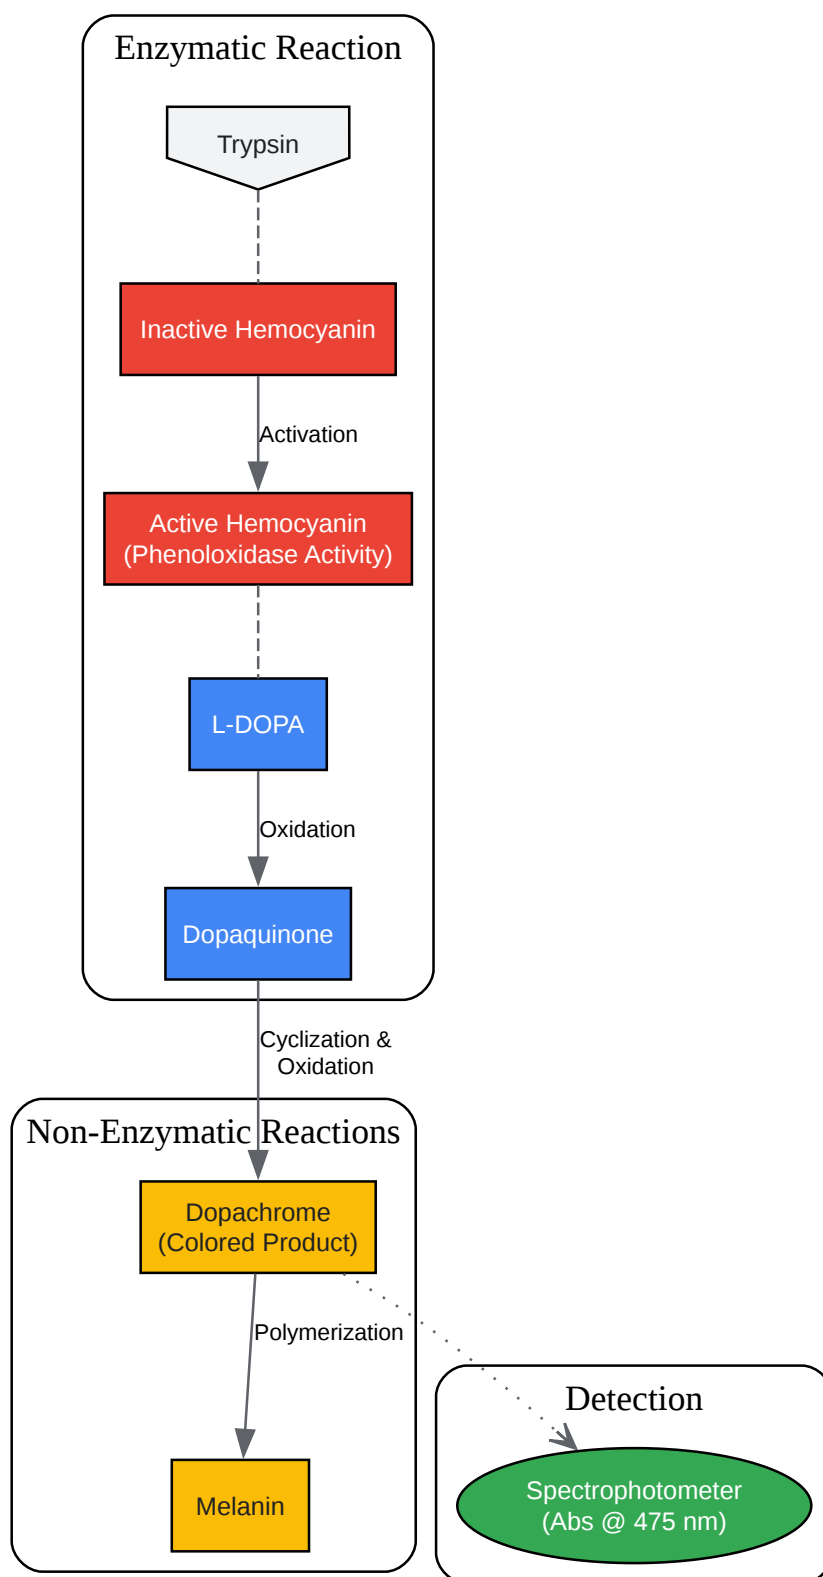 Enzymatic Reaction
Trypsin
Inactive Hemocyanin
Activation
Active Hemocyanin
(Phenoloxidase Activity)
L-DOPA
Oxidation
Dopaquinone
Cyclization &
Oxidation
Non-Enzymatic Reactions
Dopachrome
(Colored Product)
Polymerization
Detection
Spectrophotometer
(Abs @ 475 nm)
Melanin